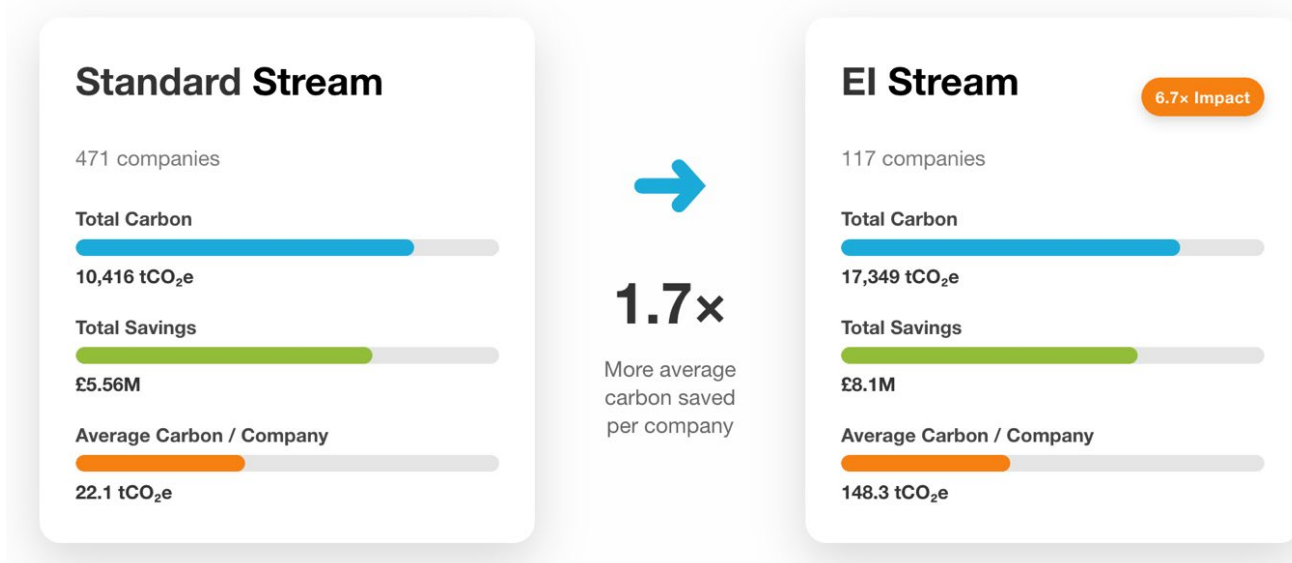 Standard Stream
471 companies
Total Carbon
10,416 tCO₂e
Total Savings
£5.56M
Average Carbon / Company
22.1 tCO₂e
1.7×
More average
carbon saved
per company
EI Stream
6.7× Impact
117 companies
Total Carbon
17,349 tCO₂e
Total Savings
£8.1M
Average Carbon / Company
148.3 tCO₂e